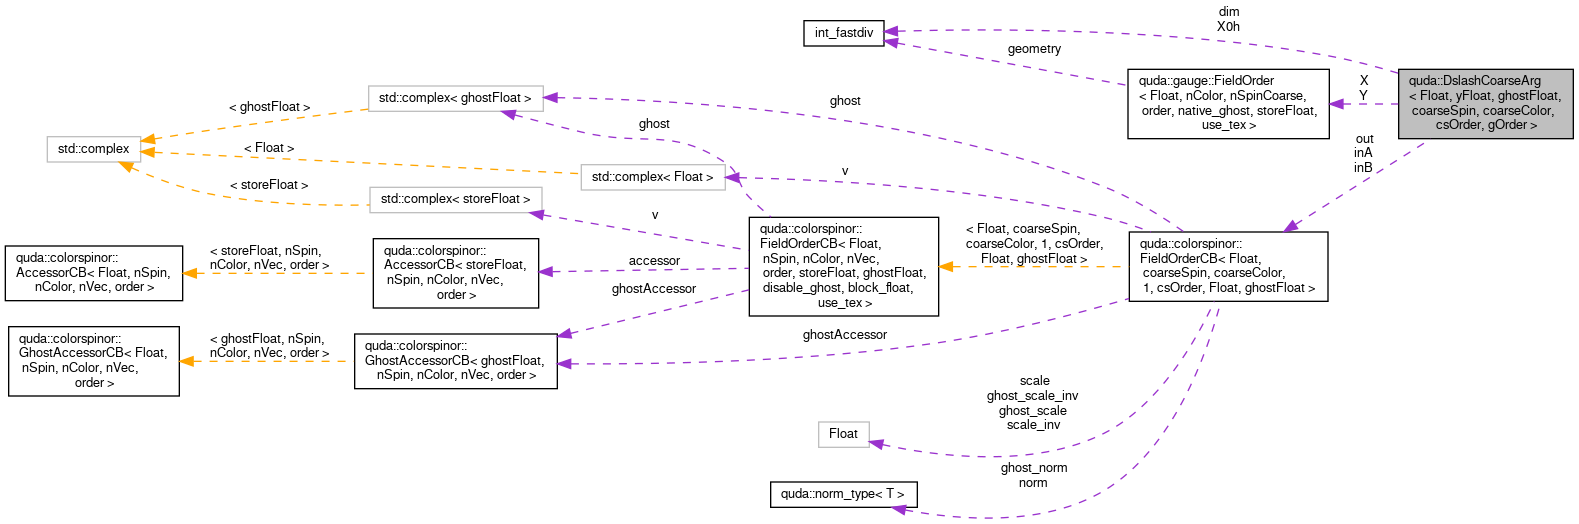 dim
X0h
int_fastdiv
geometry
quda::gauge::FieldOrder
< Float, nColor, nSpinCoarse,
order, native_ghost, storeFloat,
use_tex >
X
Y
quda::DslashCoarseArg
< Float, yFloat, ghostFloat,
coarseSpin, coarseColor,
csOrder, gOrder >
std::complex< ghostFloat >
< ghostFloat >
ghost
ghost
out
inA
inB
std::complex
< Float >
std::complex< Float >
v
< storeFloat >
std::complex< storeFloat >
v
quda::colorspinor::
FieldOrderCB< Float,
nSpin, nColor, nVec,
order, storeFloat, ghostFloat,
disable_ghost, block_float,
use_tex >
< Float, coarseSpin,
coarseColor, 1, csOrder,
Float, ghostFloat >
quda::colorspinor::
FieldOrderCB< Float,
coarseSpin, coarseColor,
1, csOrder, Float, ghostFloat >
quda::colorspinor::
AccessorCB< Float, nSpin,
nColor, nVec, order >
< storeFloat, nSpin,
nColor, nVec, order >
quda::colorspinor::
AccessorCB< storeFloat,
nSpin, nColor, nVec,
order >
accessor
ghostAccessor
quda::colorspinor::
GhostAccessorCB< Float,
nSpin, nColor, nVec,
order >
< ghostFloat, nSpin,
nColor, nVec, order >
quda::colorspinor::
GhostAccessorCB< ghostFloat,
nSpin, nColor, nVec, order >
ghostAccessor
scale
ghost_scale_inv
ghost_scale
scale_inv
Float
ghost_norm
norm
quda::norm_type< T >